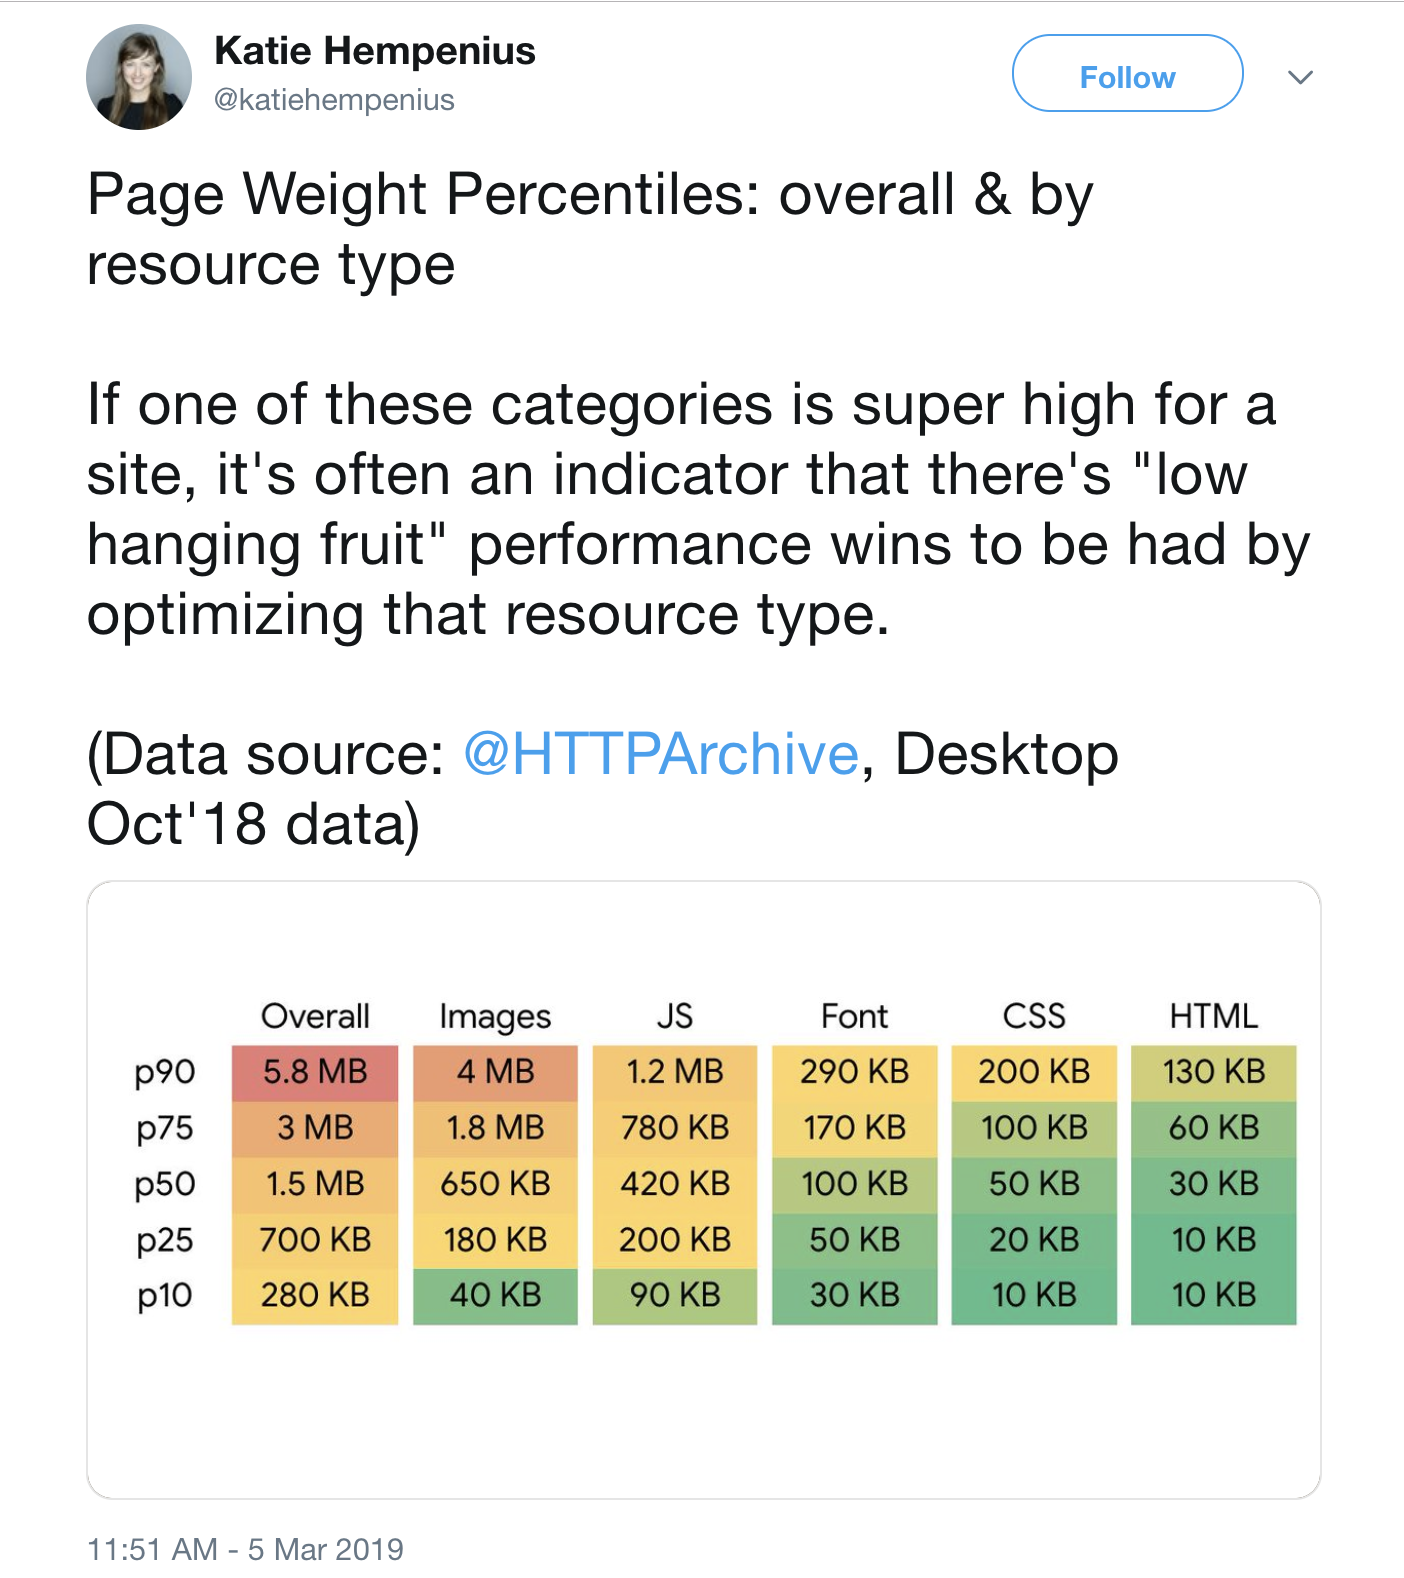 Katie Hempenius
@katiehempenius
Follow
Page Weight Percentiles: overall & by
resource type
If one of these categories is super high for a
site, it's often an indicator that there's "low
hanging fruit" performance wins to be had by
optimizing that resource type.
(Data source: @HTTPArchive, Desktop
Oct'18 data)
Overall Images JS Font CSS HTML
p90 5.8 MB 4 MB 1.2 MB 290 KB 200 KB 130 KB
p75 3 MB 1.8 MB 780 KB 170 KB 100 KB 60 KB
p50 1.5 MB 650 KB 420 KB 100 KB 50 KB 30 KB
p25 700 KB 180 KB 200 KB 50 KB 20 KB 10 KB
p10 280 KB 40 KB 90 KB 30 KB 10 KB 10 KB
11:51 AM - 5 Mar 2019